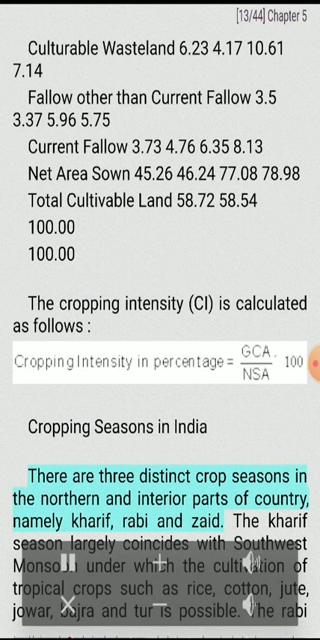 [13/44] Chapter 5
Culturable Wasteland 6.23 4.17 10.61
7.14
Fallow other than Current Fallow 3.5
3.37 5.96 5.75
Current Fallow 3.73 4.76 6.35 8.13
Net Area Sown 45.26 46.24 77.08 78.98
Total Cultivable Land 58.72 58.54
100.00
100.00
The cropping intensity (CI) is calculated
as follows :
Cropping Intensity in percentage = GCA . 100
NSA
Cropping Seasons in India
There are three distinct crop seasons in
the northern and interior parts of country,
namely kharif, rabi and zaid. The kharif
season largely coincides with Southwest
Monsoon under which the cultivation of
tropical crops such as rice, cotton, jute,
jowar, bajra and tur is possible. The rabi